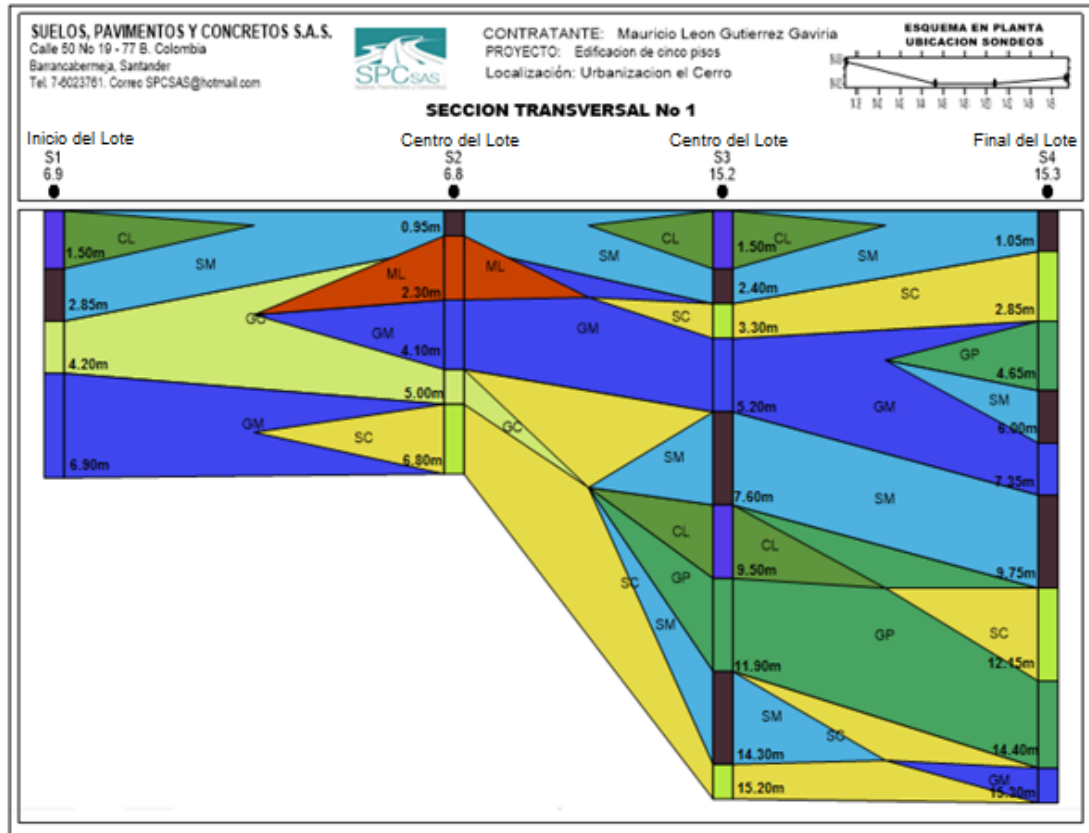 SUELOS, PAVIMENTOS Y CONCRETOS S.A.S.
Calle 50 No 19 - 77 B. Colombia
Barrancabermeja, Santander
Tel. 7-6023761. Correo SPCSAS@hotmail.com
SPCSAS
CONTRATANTE: Mauricio Leon Gutierrez Gaviria
PROYECTO: Edificacion de cinco pisos
Localización: Urbanizacion el Cerro
ESQUEMA EN PLANTA
UBICACION SONDEOS
SECCION TRANSVERSAL No 1
Inicio del Lote
S1
6.9
Centro del Lote
S2
6.8
Centro del Lote
S3
15.2
Final del Lote
S4
15.3
1.50m
2.85m
4.20m
6.90m
CL
SM
GC
GM
0.95m
2.30m
4.10m
5.00m
6.80m
ML
GM
SC
ML
GM
GC
SC
SM
CL
SC
SM
CL
GP
SM
1.50m
2.40m
3.30m
5.20m
7.60m
9.50m
11.90m
14.30m
15.20m
CL
SM
SC
GM
GP
SM
SM
CL
GP
SC
SM
SC
GM
1.05m
2.85m
4.65m
6.00m
7.35m
9.75m
12.15m
14.40m
15.30m